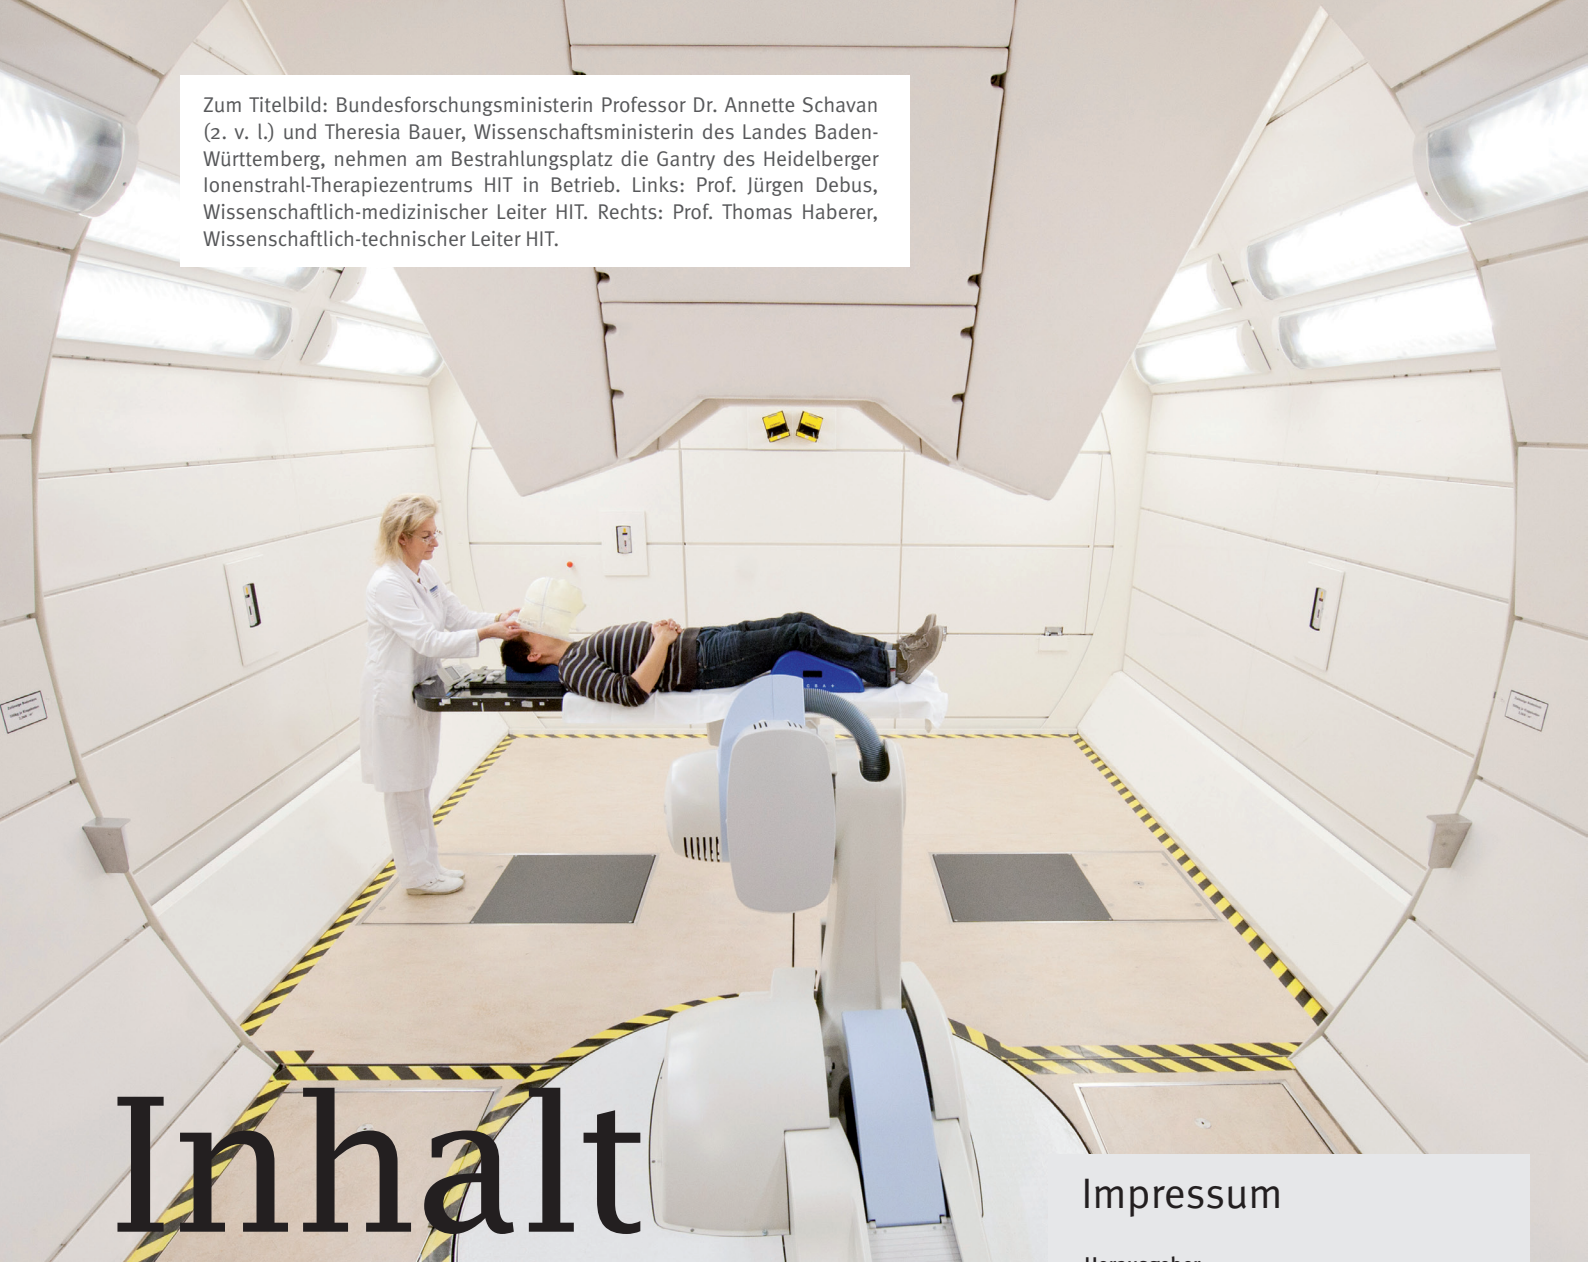 Zum Titelbild: Bundesforschungsministerin Professor Dr. Annette Schavan
(2. v. l.) und Theresia Bauer, Wissenschaftsministerin des Landes Baden-
Württemberg, nehmen am Bestrahlungsplatz die Gantry des Heidelberger
Ionenstrahl-Therapiezentrums HIT in Betrieb. Links: Prof. Jürgen Debus,
Wissenschaftlich-medizinischer Leiter HIT. Rechts: Prof. Thomas Haberer,
Wissenschaftlich-technischer Leiter HIT.
Inhalt
Impressum